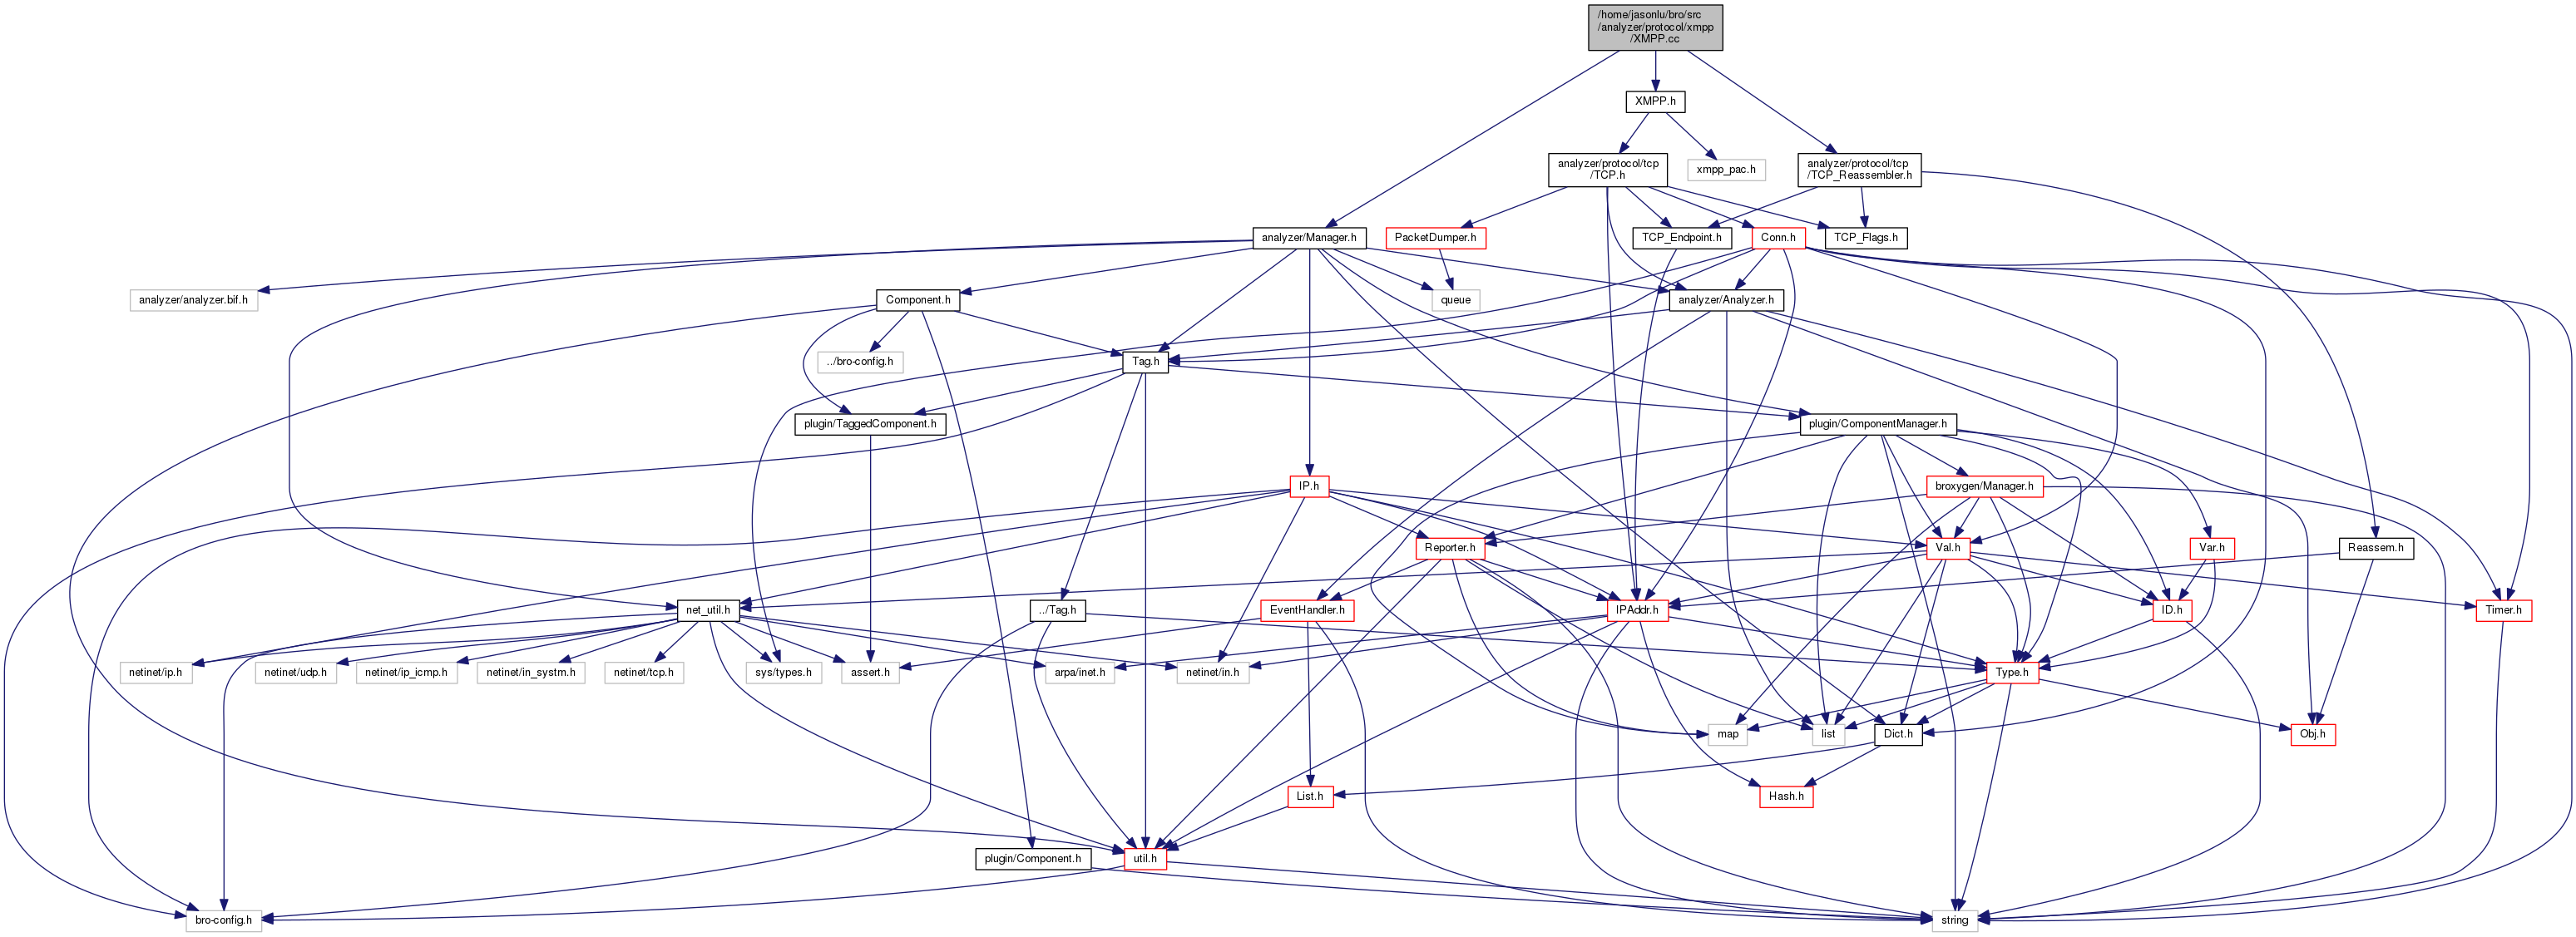 /home/jasonlu/bro/src
/analyzer/protocol/xmpp
/XMPP.cc
XMPP.h
analyzer/protocol/tcp
/TCP.h
xmpp_pac.h
analyzer/protocol/tcp
/TCP_Reassembler.h
analyzer/Manager.h
PacketDumper.h
TCP_Endpoint.h
Conn.h
TCP_Flags.h
analyzer/analyzer.bif.h
Component.h
queue
analyzer/Analyzer.h
../bro-config.h
Tag.h
plugin/TaggedComponent.h
plugin/ComponentManager.h
IP.h
broxygen/Manager.h
Reporter.h
Val.h
Var.h
Reassem.h
net_util.h
../Tag.h
EventHandler.h
IPAddr.h
ID.h
Timer.h
netinet/ip.h
netinet/udp.h
netinet/ip_icmp.h
netinet/in_systm.h
netinet/tcp.h
sys/types.h
assert.h
arpa/inet.h
netinet/in.h
Type.h
map
list
Dict.h
Obj.h
List.h
Hash.h
plugin/Component.h
util.h
bro-config.h
string